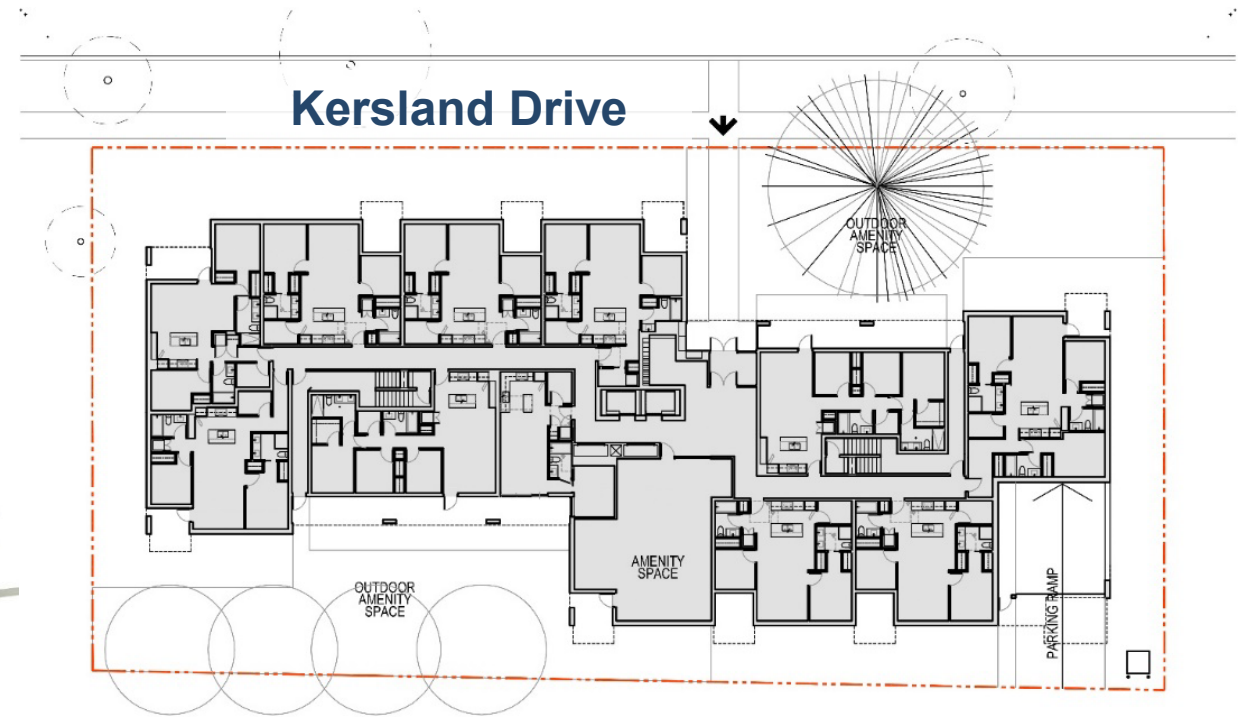 Kersland Drive
OUTDOOR
AMENITY
SPACE
AMENITY
SPACE
OUTDOOR
AMENITY
SPACE
PARKING RAMP